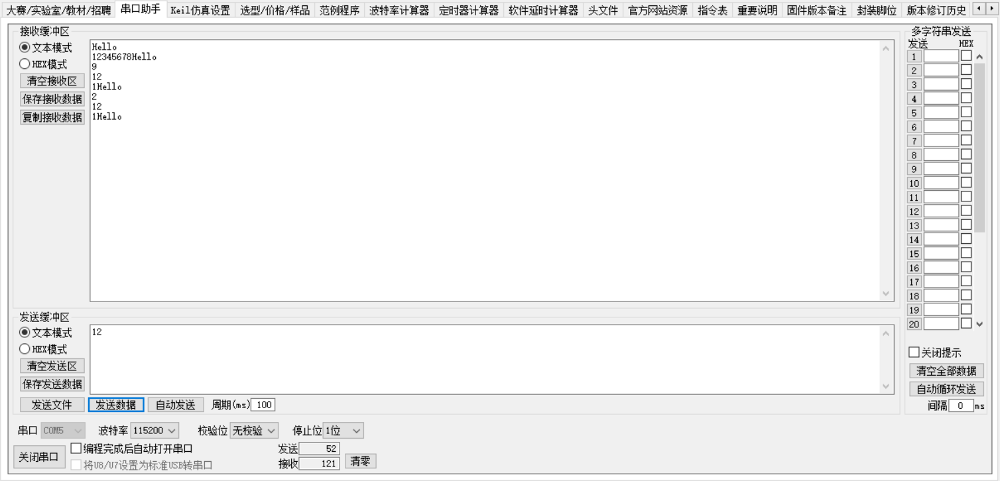 大赛/实验室/教材/招聘 串口助手 Keil仿真设置 选型/价格/样品 范例程序 波特率计算器 定时器计算器 软件延时计算器 头文件 官方网站资源 指令表 重要说明 固件版本备注 封装脚位 版本修订历史
接收缓冲区
文本模式
HEX模式
清空接收区
保存接收数据
复制接收数据
Hello
12345678Hello
9
12
1Hello
2
12
1Hello
发送缓冲区
文本模式
HEX模式
清空发送区
保存发送数据
12
发送文件 发送数据 自动发送 周期(ms) 100
串口 COM5 波特率 115200 校验位 无校验 停止位 1位
关闭串口
编程完成后自动打开串口
将U8/U7设置为标准USB转串口
发送 52
接收 121
清零
多字符串发送
发送 HEX
1
2
3
4
5
6
7
8
9
10
11
12
13
14
15
16
17
18
19
20
关闭提示
清空全部数据
自动循环发送
间隔 0 ms